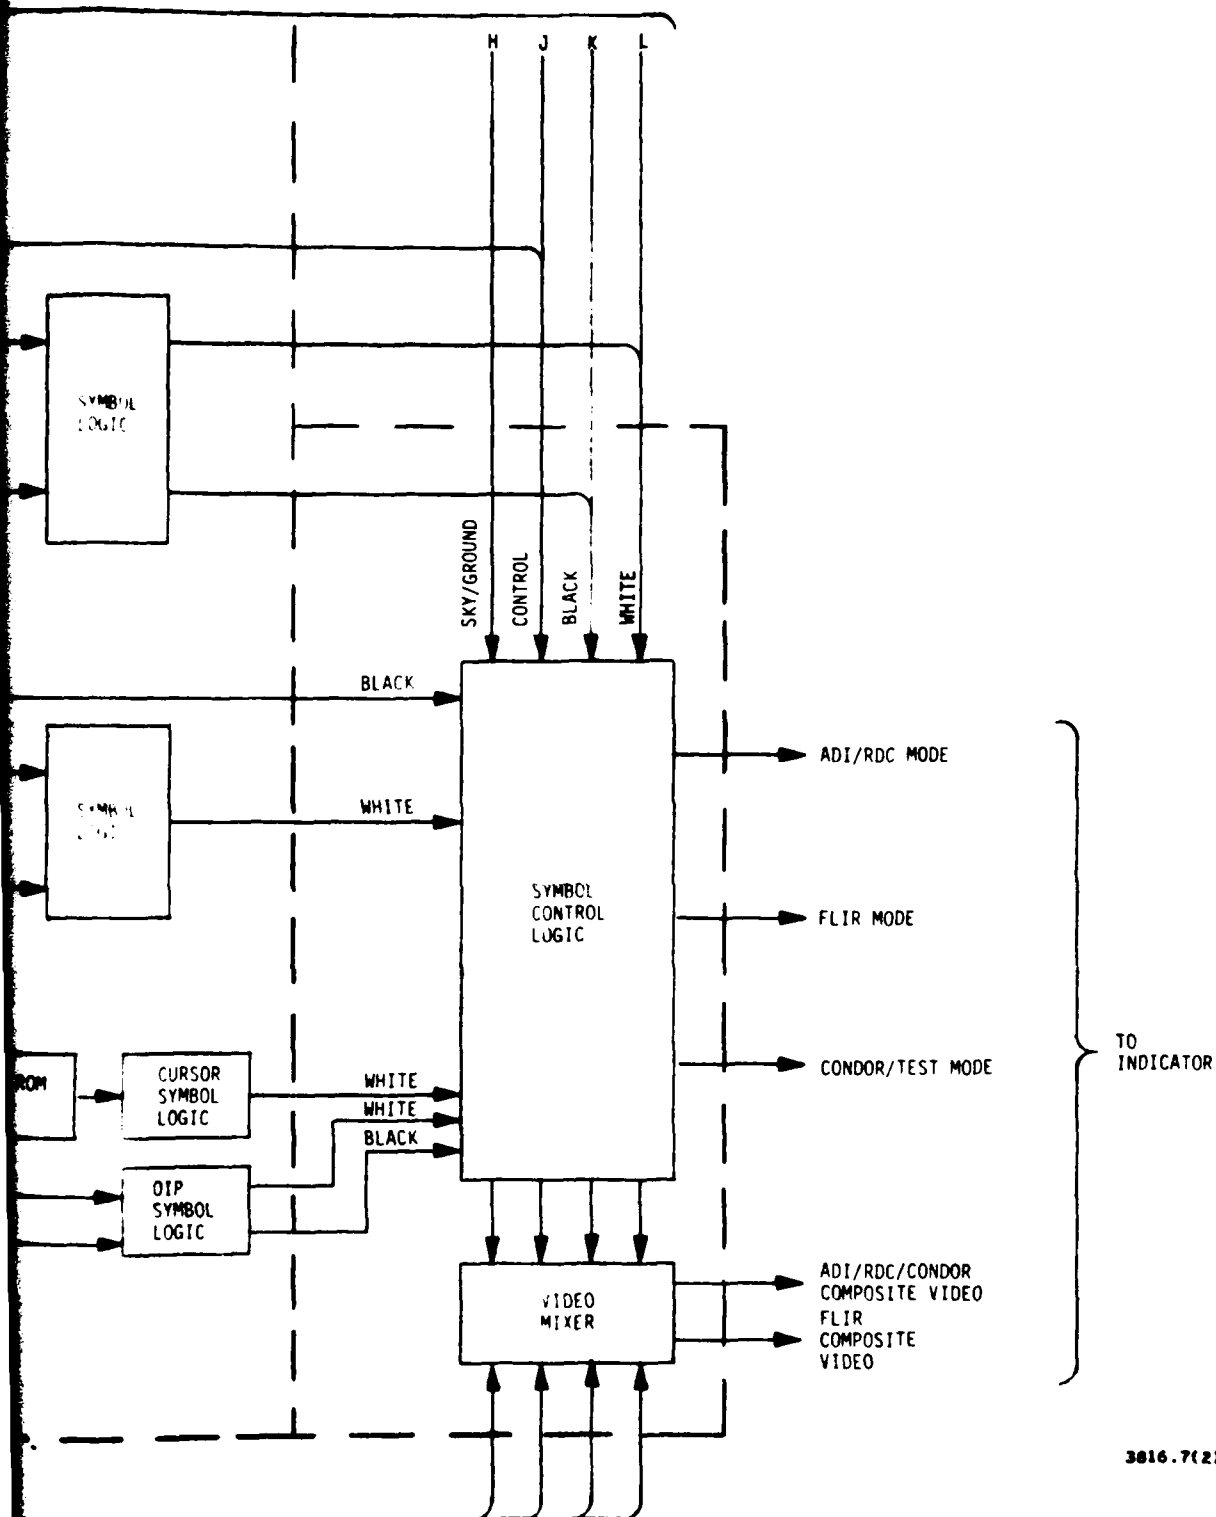 H J K L
SYMBOL
LOGIC
SKY/GROUND
CONTROL
BLACK
WHITE
BLACK
SYMBOL
LOGIC
WHITE
SYMBOL
CONTROL
LOGIC
ADI/RDC MODE
FLIR MODE
CONDOR/TEST MODE
TO
INDICATOR
ROM
CURSOR
SYMBOL
LOGIC
WHITE
WHITE
BLACK
OIP
SYMBOL
LOGIC
VIDEO
MIXER
ADI/RDC/CONDOR
COMPOSITE VIDEO
FLIR
COMPOSITE
VIDEO